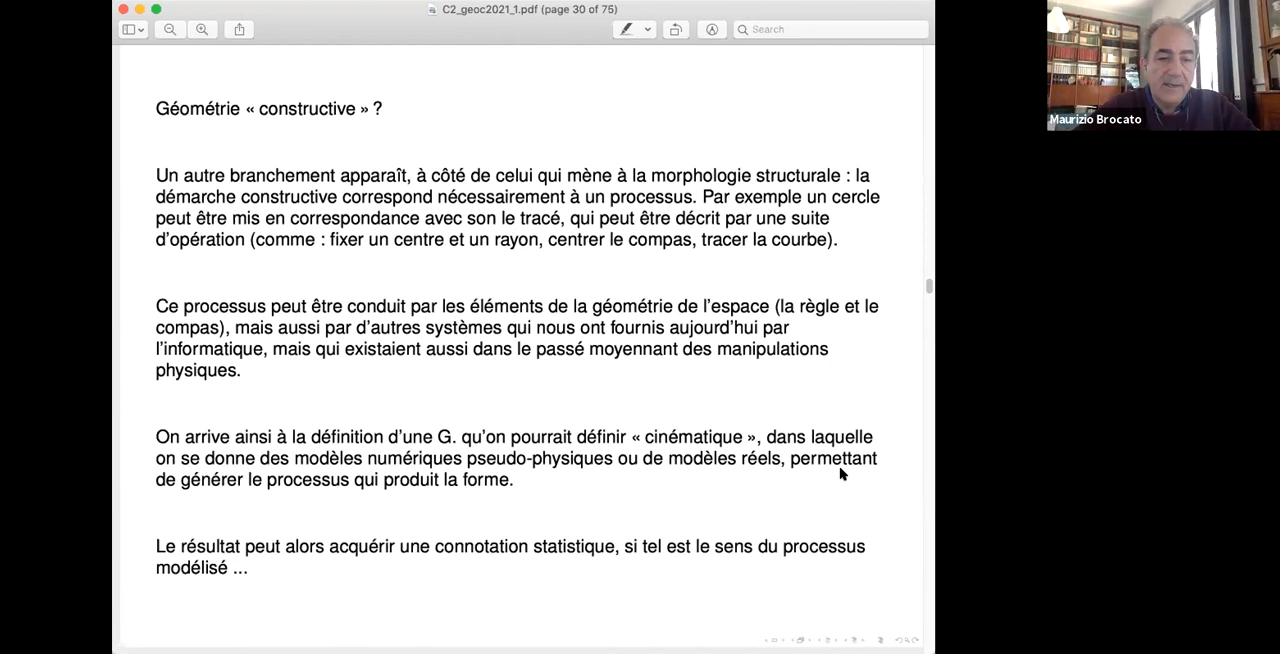 C2_geoc2021_1.pdf (page 30 of 75)
Search
Maurizio Brocato
Géométrie « constructive » ?
Un autre branchement apparaît, à côté de celui qui mène à la morphologie structurale : la
démarche constructive correspond nécessairement à un processus. Par exemple un cercle
peut être mis en correspondance avec son le tracé, qui peut être décrit par une suite
d'opération (comme : fixer un centre et un rayon, centrer le compas, tracer la courbe).
Ce processus peut être conduit par les éléments de la géométrie de l'espace (la règle et le
compas), mais aussi par d'autres systèmes qui nous ont fournis aujourd'hui par
l'informatique, mais qui existaient aussi dans le passé moyennant des manipulations
physiques.
On arrive ainsi à la définition d'une G. qu'on pourrait définir « cinématique », dans laquelle
on se donne des modèles numériques pseudo-physiques ou de modèles réels, permettant
de générer le processus qui produit la forme.
Le résultat peut alors acquérir une connotation statistique, si tel est le sens du processus
modélisé ...